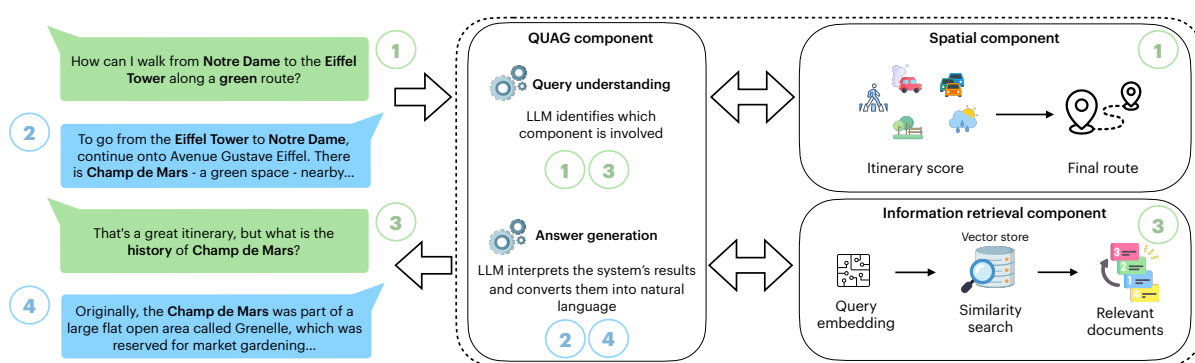 How can I walk from Notre Dame to the Eiffel
Tower along a green route?
1
2
To go from the Eiffel Tower to Notre Dame,
continue onto Avenue Gustave Eiffel. There
is Champ de Mars - a green space - nearby...
That's a great itinerary, but what is the
history of Champ de Mars?
3
4
Originally, the Champ de Mars was part of a
large flat open area called Grenelle, which was
reserved for market gardening...
QUAG component
Query understanding
LLM identifies which
component is involved
1 3
Answer generation
LLM interprets the system's results
and converts them into natural
language
2 4
Spatial component
1
Itinerary score
Final route
Information retrieval component
3
Vector store
Query
embedding
Similarity
search
3
2
1
Relevant
documents